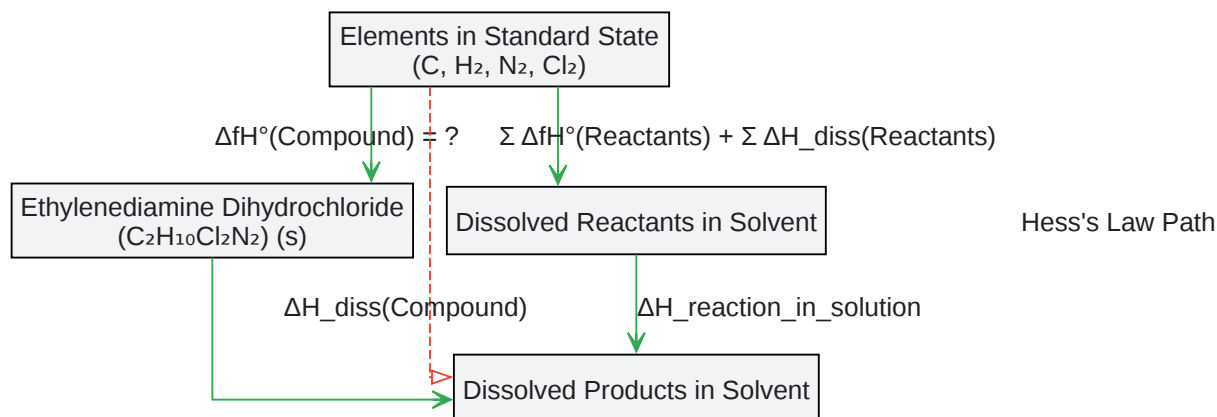 Elements in Standard State
(C, H₂, N₂, Cl₂)
ΔfH°(Compound) = ?
Σ ΔfH°(Reactants) + Σ ΔH_diss(Reactants)
Ethylenediamine Dihydrochloride
(C₂H₁₀Cl₂N₂) (s)
Dissolved Reactants in Solvent
Hess's Law Path
ΔH_diss(Compound)
ΔH_reaction_in_solution
Dissolved Products in Solvent